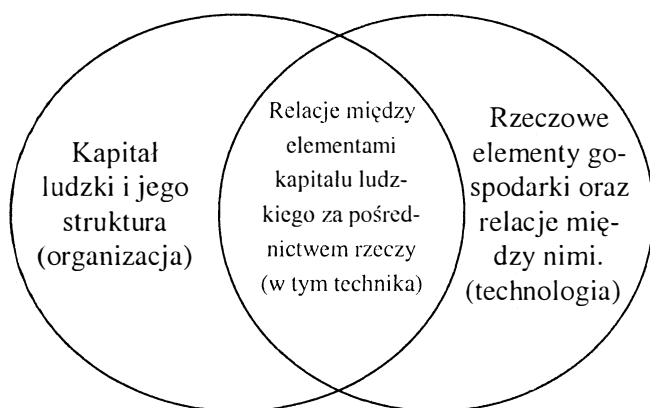 Kapitał
ludzki i jego
struktura
(organizacja)
Relacje między
elementami
kapitału ludz-
kiego za pośred-
nictwem rzeczy
(w tym technika)
Rzeczowe
elementy go-
spodarki oraz
relacje mię-
dzy nimi.
(technologia)